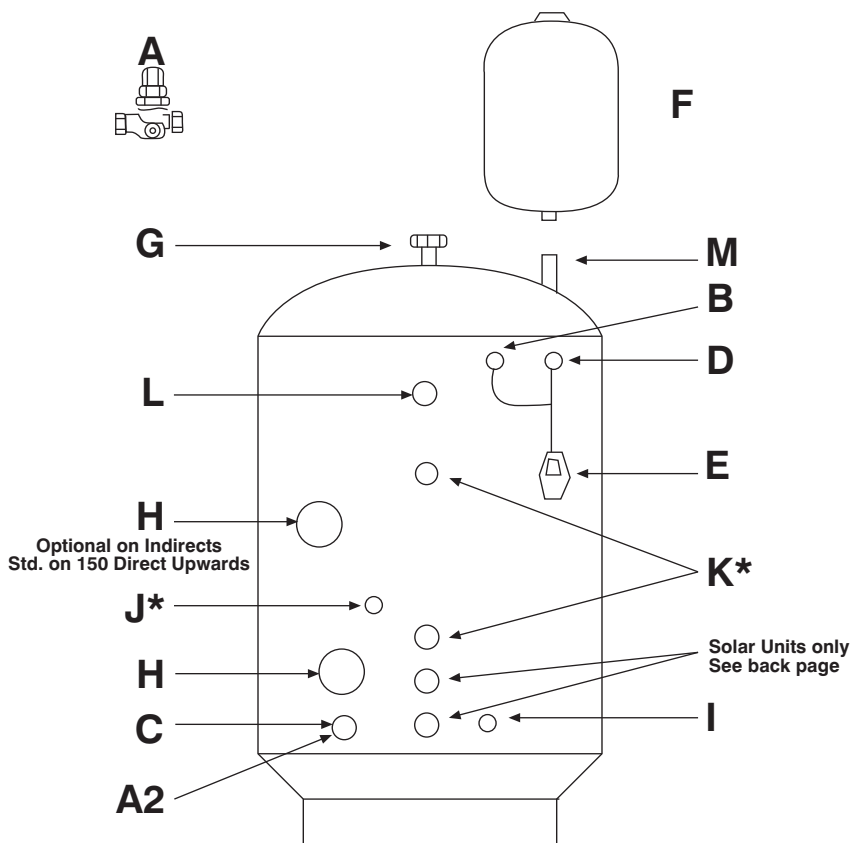 A
F
G
M
B
D
L
E
H
Optional on Indirects
Std. on 150 Direct Upwards
K*
J*
Solar Units only
See back page
H
C
I
A2